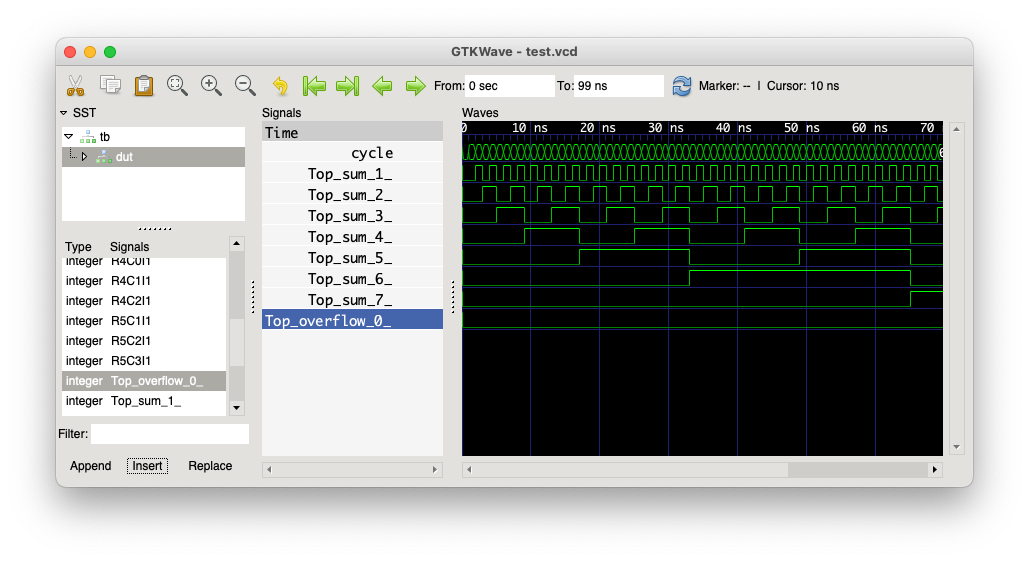 GTKWave - test.vcd
From: 0 sec To: 99 ns Marker: -- | Cursor: 10 ns
SST
tb
dut
Type Signals
integer R4C0I1
integer R4C1I1
integer R4C2I1
integer R5C1I1
integer R5C2I1
integer R5C3I1
integer Top_overflow_0_
integer Top_sum_1_
Filter:
Append Insert Replace
Signals
Time
cycle
Top_sum_1_
Top_sum_2_
Top_sum_3_
Top_sum_4_
Top_sum_5_
Top_sum_6_
Top_sum_7_
Top_overflow_0_
Waves
0 10 ns 20 ns 30 ns 40 ns 50 ns 60 ns 70